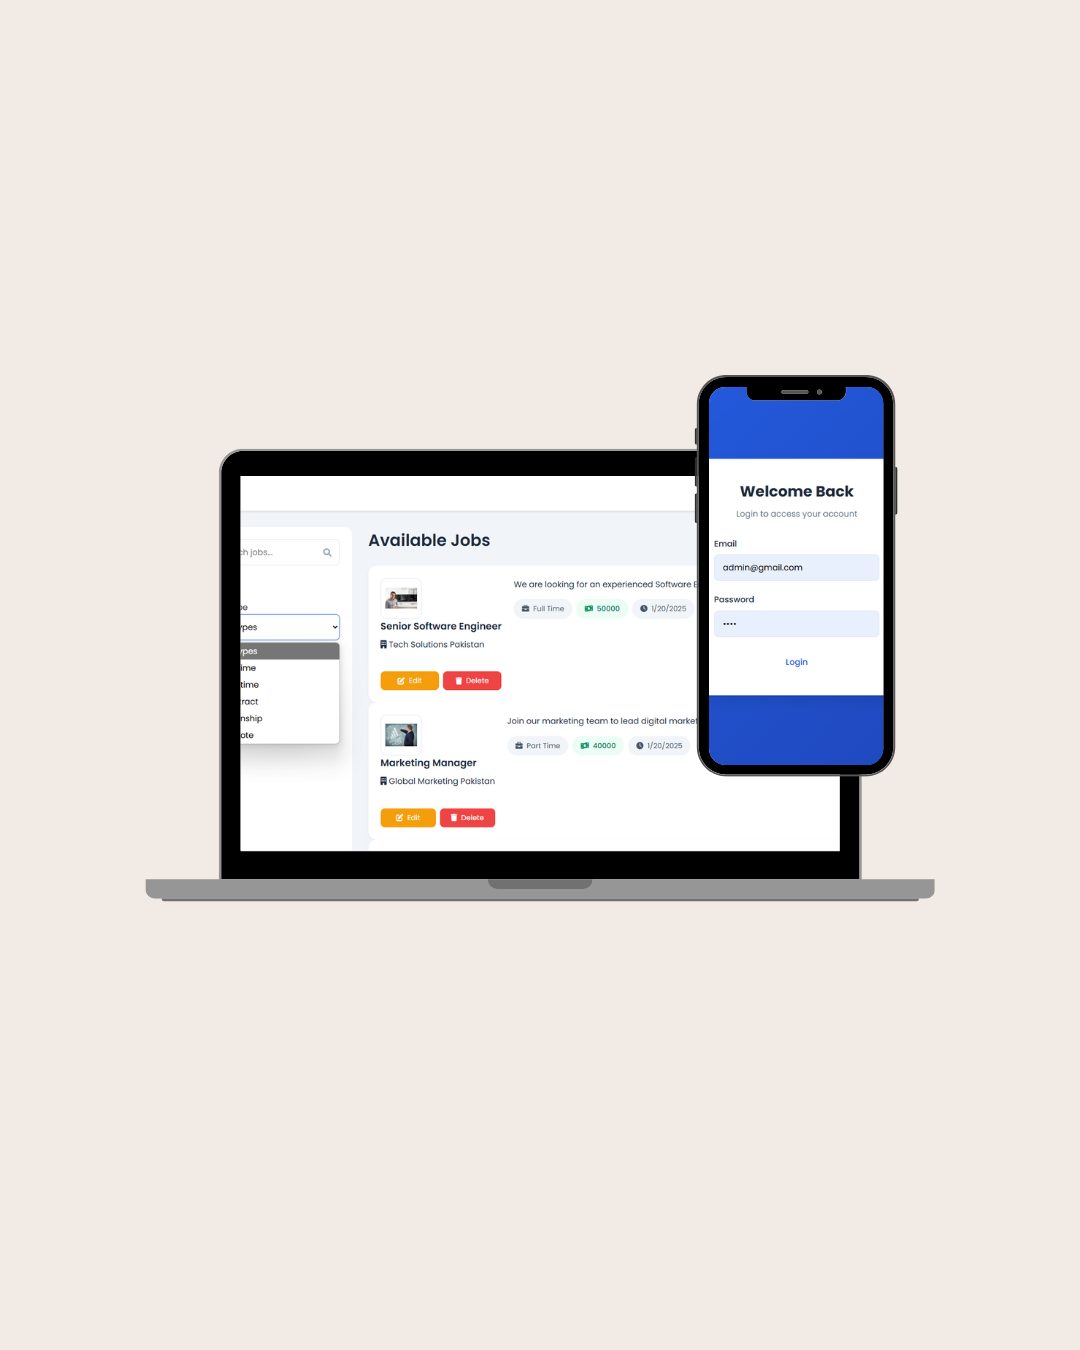 Welcome Back
Login to access your account
Email
admin@gmail.com
Password
••••
Login
ch jobs...
pe
ypes
ypes
ime
time
tract
nship
ote
Available Jobs
Senior Software Engineer
Tech Solutions Pakistan
Edit
Delete
We are looking for an experienced Software E
Full Time
50000
1/20/2025
Marketing Manager
Global Marketing Pakistan
Edit
Delete
Join our marketing team to lead digital market
Part Time
40000
1/20/2025